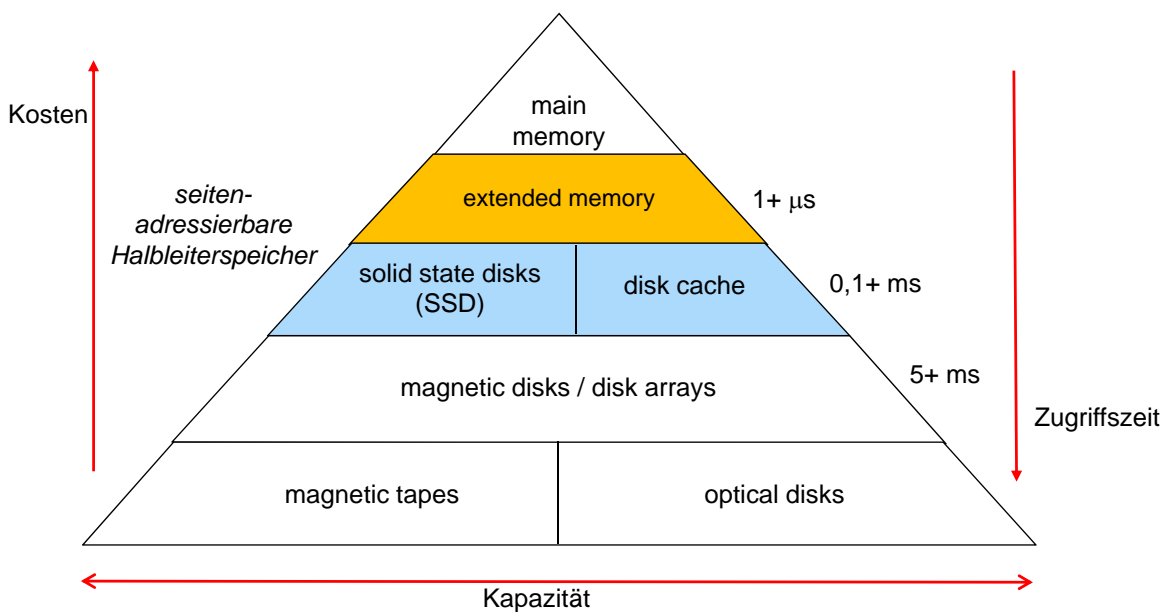 main
memory
Kosten
seiten-
adressierbare
Halbleiterspeicher
extended memory
1+ μs
solid state disks
(SSD)
disk cache
0,1+ ms
magnetic disks / disk arrays
5+ ms
Zugriffszeit
magnetic tapes
optical disks
Kapazität